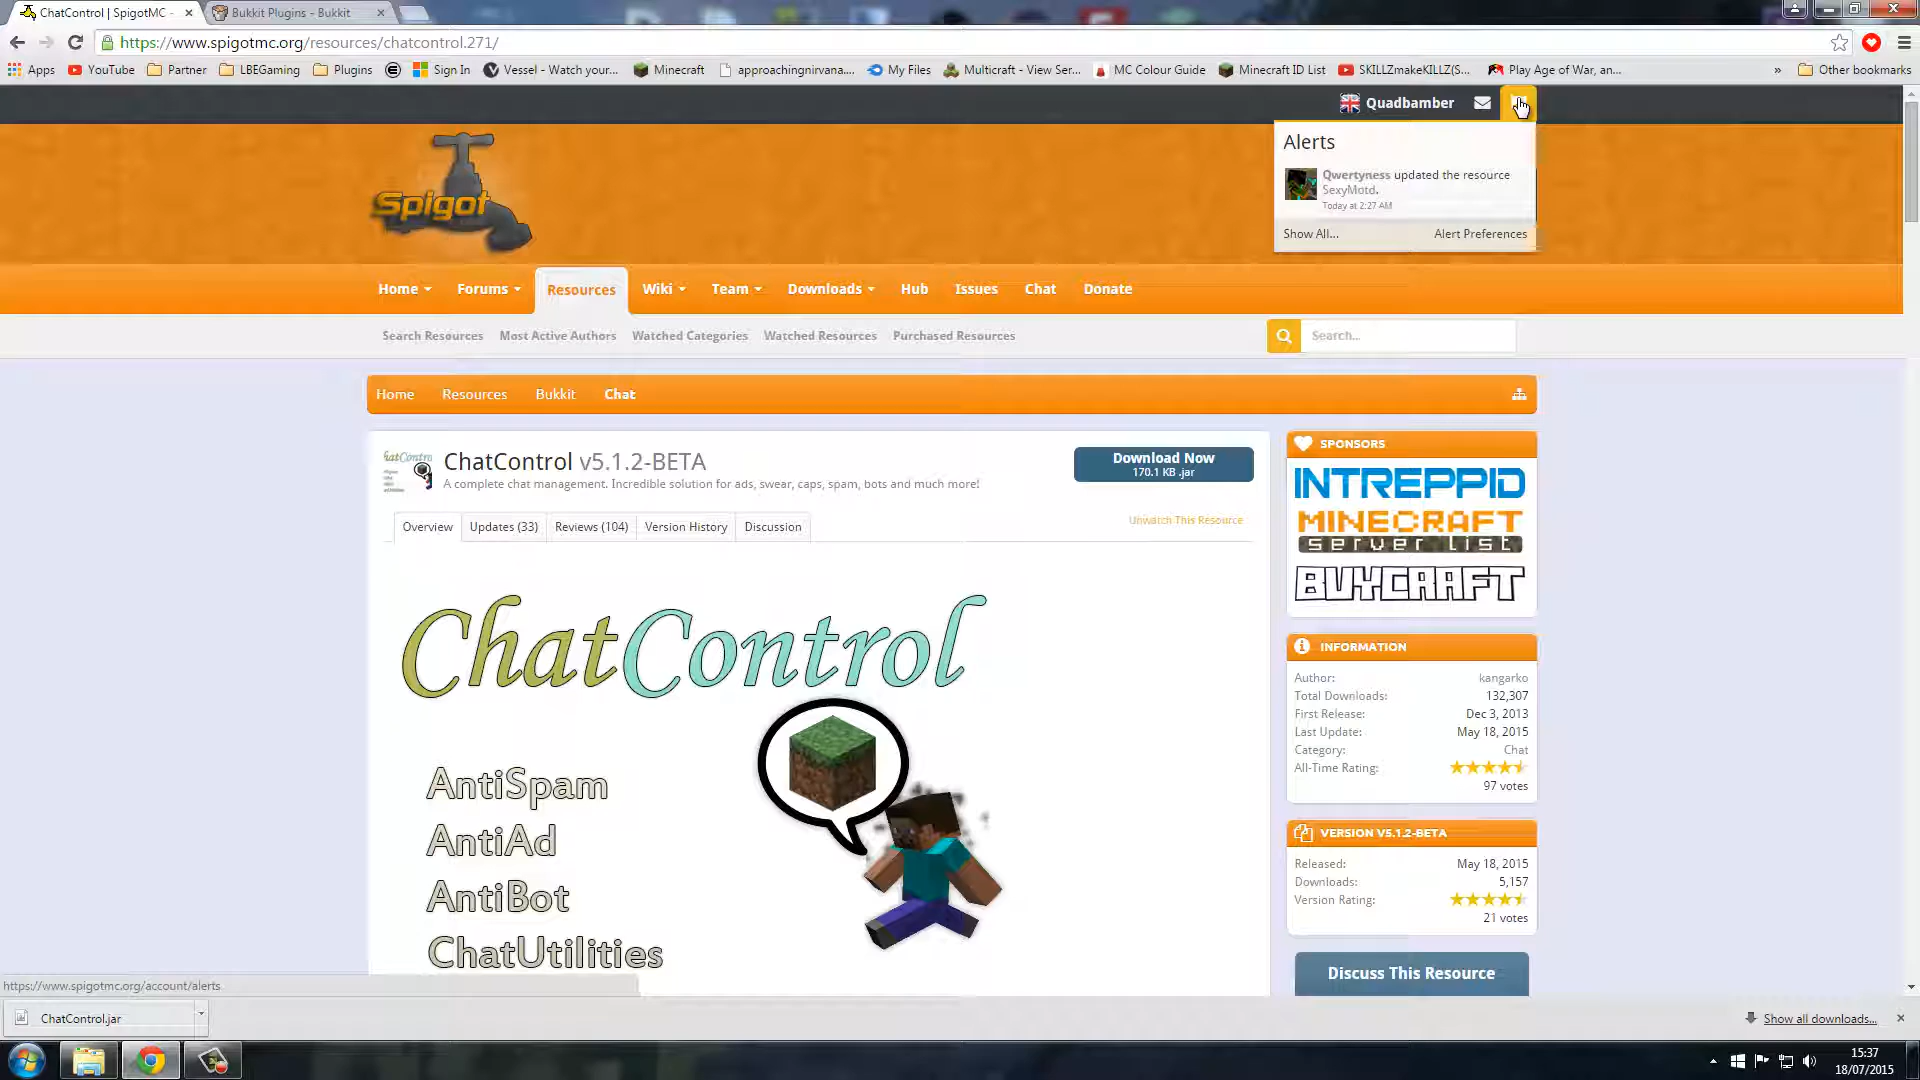 ChatControl | SpigotMC -
Bukkit Plugins - Bukkit
https://www.spigotmc.org/resources/chatcontrol.271/
Apps YouTube Partner LBEGaming Plugins Sign In Vessel - Watch your... Minecraft approachingnirvana.... My Files Multicraft - View Ser... MC Colour Guide Minecraft ID List SKILLZmakeKILLZ(S... Play Age of War, an... » Other bookmarks
Quadbamber
Alerts
Qwertyness updated the resource
SexyMotd.
Today at 2:27 AM
Show All... Alert Preferences
Spigot
Home Forums Resources Wiki Team Downloads Hub Issues Chat Donate
Search Resources Most Active Authors Watched Categories Watched Resources Purchased Resources
Search...
Home Resources Bukkit Chat
ChatControl v5.1.2-BETA
A complete chat management. Incredible solution for ads, swear, caps, spam, bots and much more!
Download Now
170.1 KB .jar
Overview Updates (33) Reviews (104) Version History Discussion
Unwatch This Resource
ChatControl
AntiSpam
AntiAd
AntiBot
ChatUtilities
SPONSORS
INTREPPID
MINECRAFT
server list
BUYCRAFT
INFORMATION
Author: kangarko
Total Downloads: 132,307
First Release: Dec 3, 2013
Last Update: May 18, 2015
Category: Chat
All-Time Rating:
97 votes
VERSION V5.1.2-BETA
Released: May 18, 2015
Downloads: 5,157
Version Rating:
21 votes
Discuss This Resource
https://www.spigotmc.org/account/alerts
ChatControl.jar
Show all downloads...
15:37
18/07/2015